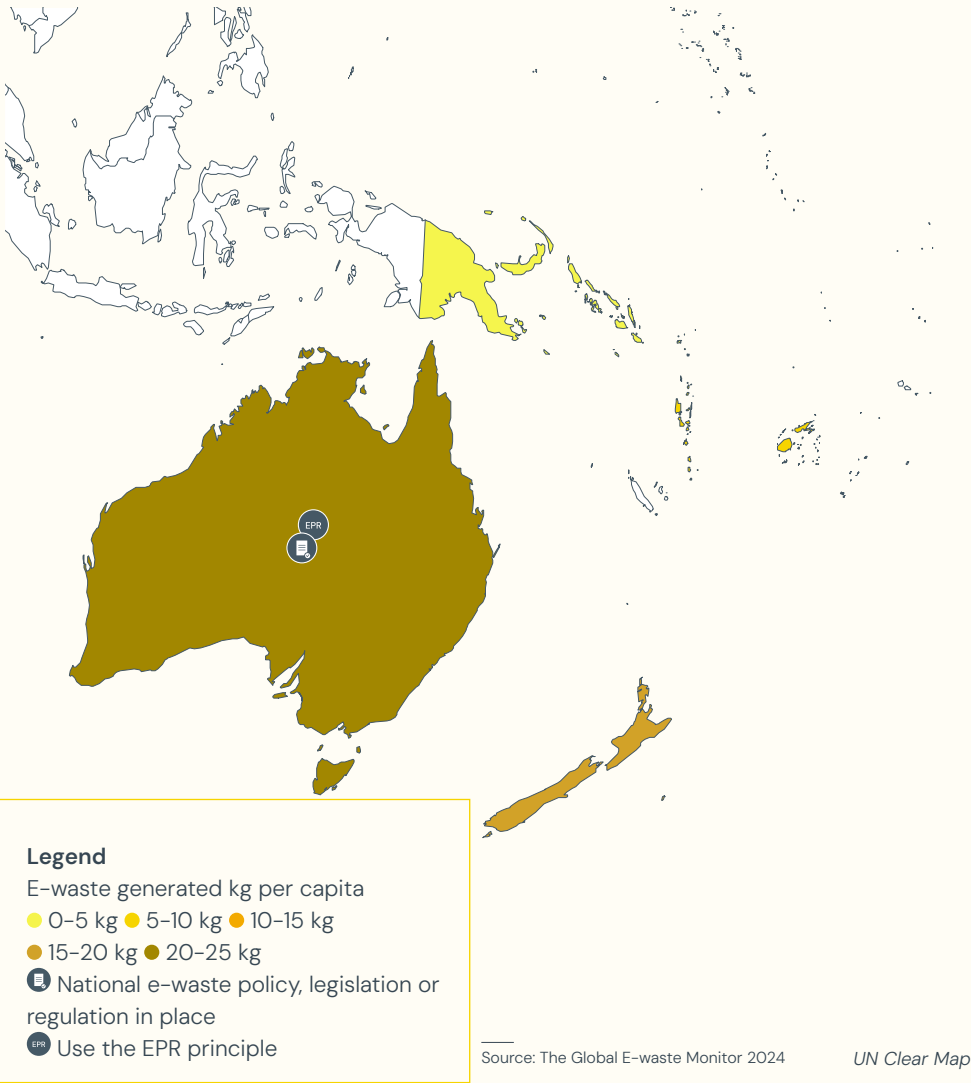 EPR
Legend
E-waste generated kg per capita
0-5 kg 5-10 kg 10-15 kg
15-20 kg 20-25 kg
National e-waste policy, legislation or
regulation in place
EPR Use the EPR principle
Source: The Global E-waste Monitor 2024
UN Clear Map